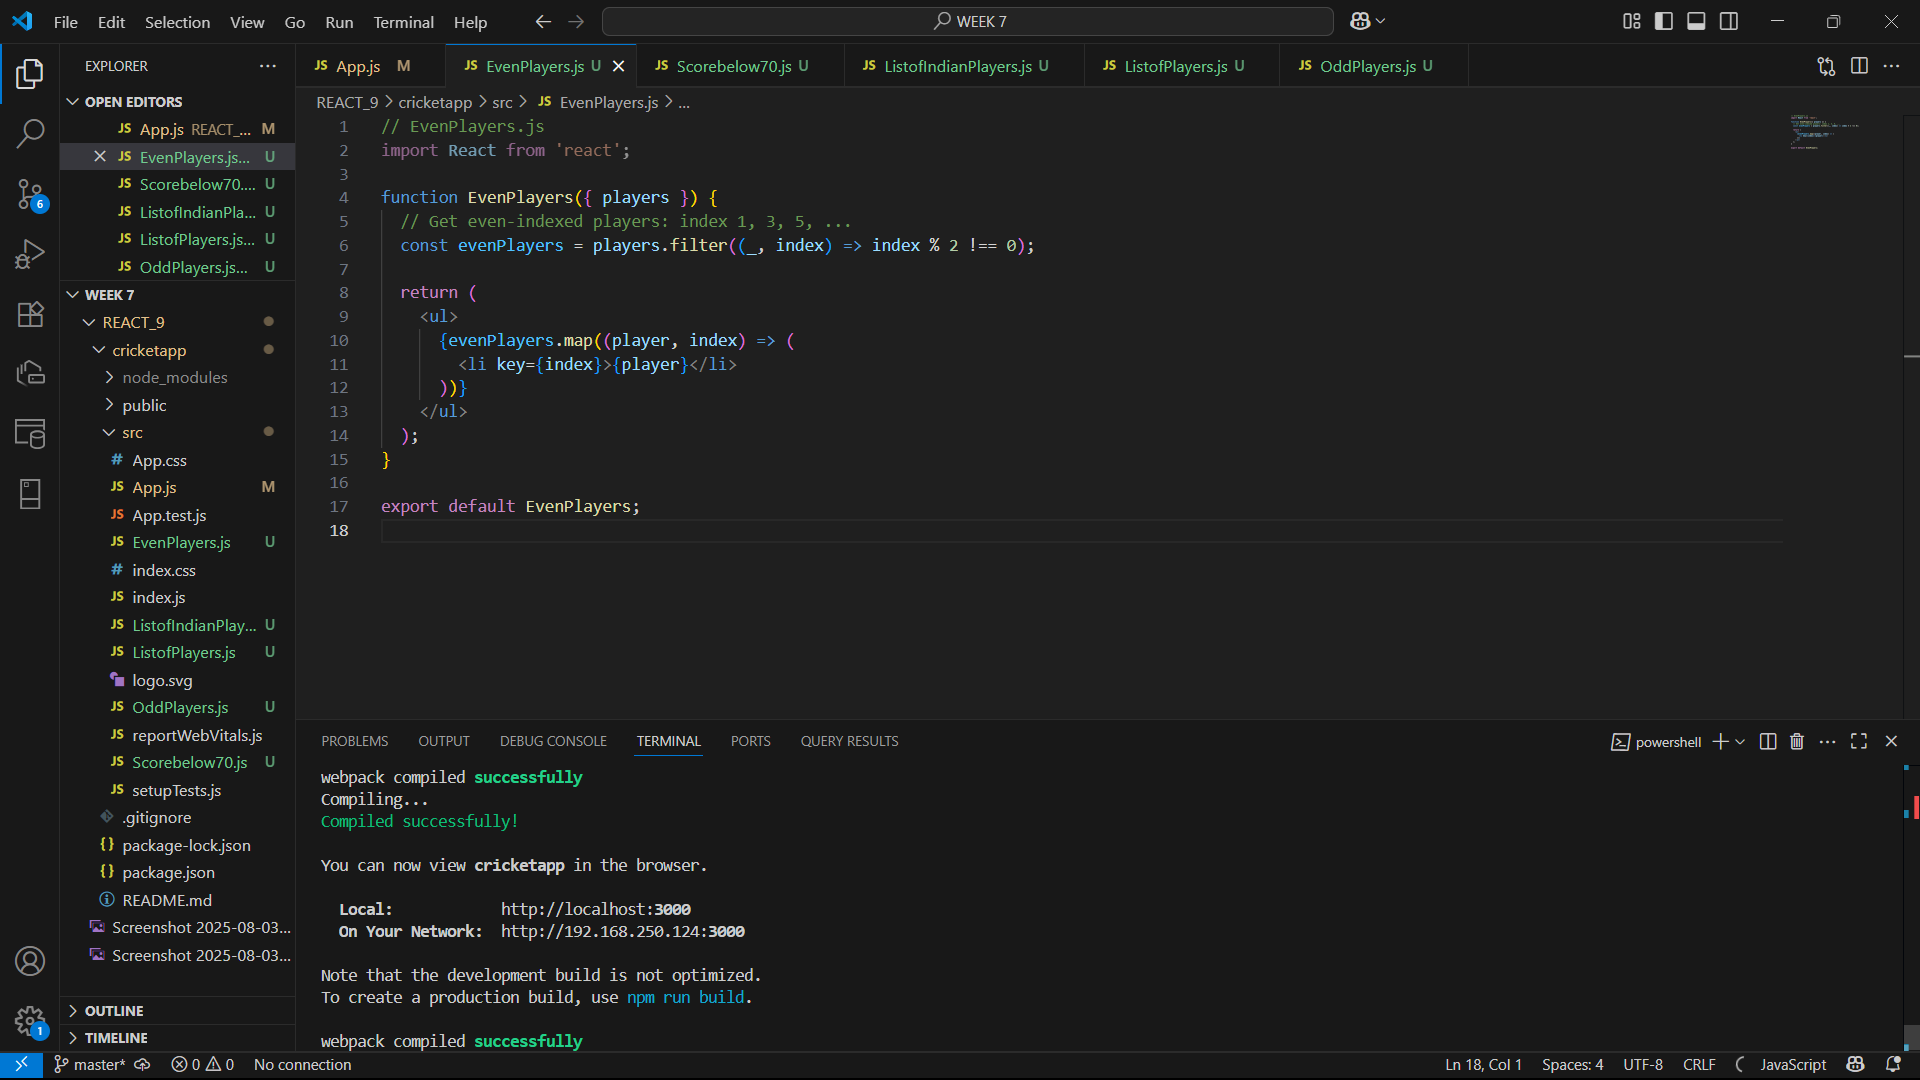 File Edit Selection View Go Run Terminal Help
WEEK 7
EXPLORER
OPEN EDITORS
JS App.js REACT_... M
JS EvenPlayers.js... U
JS Scorebelow70.... U
JS ListofIndianPla... U
JS ListofPlayers.js... U
JS OddPlayers.js... U
WEEK 7
REACT_9
cricketapp
node_modules
public
src
# App.css
JS App.js M
JS App.test.js
JS EvenPlayers.js U
# index.css
JS index.js
JS ListofIndianPlay... U
JS ListofPlayers.js U
logo.svg
JS OddPlayers.js U
JS reportWebVitals.js
JS Scorebelow70.js U
JS setupTests.js
.gitignore
{} package-lock.json
{} package.json
README.md
Screenshot 2025-08-03...
Screenshot 2025-08-03...
OUTLINE
TIMELINE
6
1
JS App.js M JS EvenPlayers.js U JS Scorebelow70.js U JS ListofIndianPlayers.js U JS ListofPlayers.js U JS OddPlayers.js U
REACT_9 > cricketapp > src > JS EvenPlayers.js > ...
1 // EvenPlayers.js
2 import React from 'react';
3
4 function EvenPlayers({ players }) {
5 // Get even-indexed players: index 1, 3, 5, ...
6 const evenPlayers = players.filter((_, index) => index % 2 !== 0);
7
8 return (
9 <ul>
10 {evenPlayers.map((player, index) => (
11 <li key={index}>{player}</li>
12 ))}
13 </ul>
14 );
15 }
16
17 export default EvenPlayers;
18
PROBLEMS OUTPUT DEBUG CONSOLE TERMINAL PORTS QUERY RESULTS
powershell
webpack compiled successfully
Compiling...
Compiled successfully!
You can now view cricketapp in the browser.
Local: http://localhost:3000
On Your Network: http://192.168.250.124:3000
Note that the development build is not optimized.
To create a production build, use npm run build.
webpack compiled successfully
master* 0 0 No connection
Ln 18, Col 1 Spaces: 4 UTF-8 CRLF JavaScript